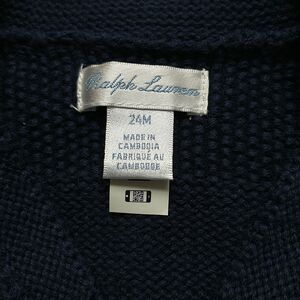 Ralph Lauren
24M
MADE IN
CAMBODIA
FABRIQUÉ AU
CAMBODGE